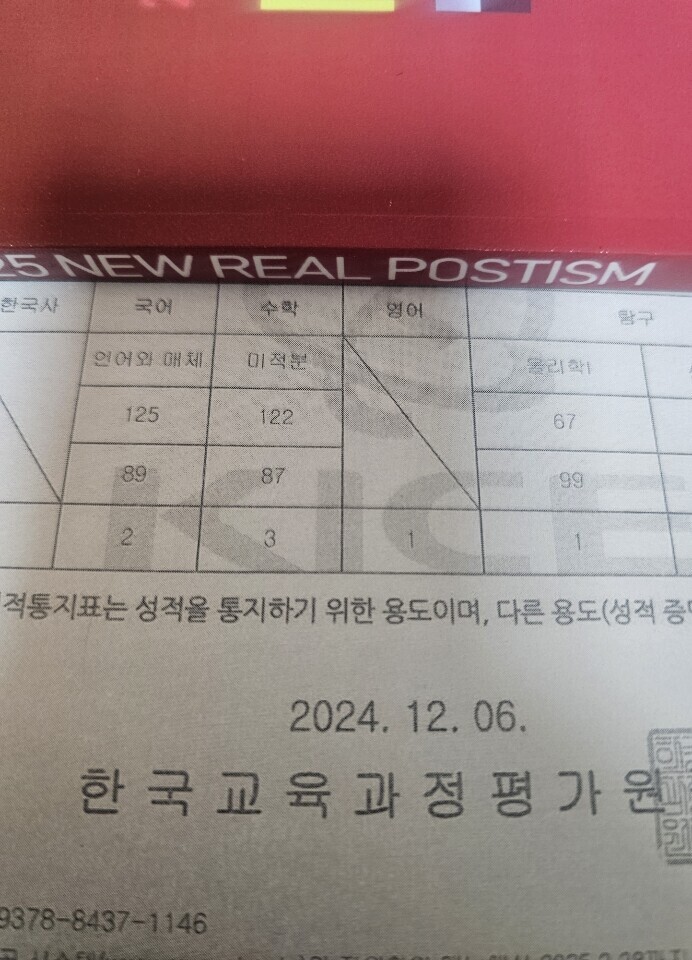 25 NEW REAL POSTISM
한국사 국어 수학 영어 탐구
언어와 매체 미적분 물리학I
125 122 67
89 87 99
2 3 1 1
적통지표는 성적을 통지하기 위한 용도이며, 다른 용도(성적 증
2024. 12. 06.
한국교육과정평가원
9378-8437-1146
KICE